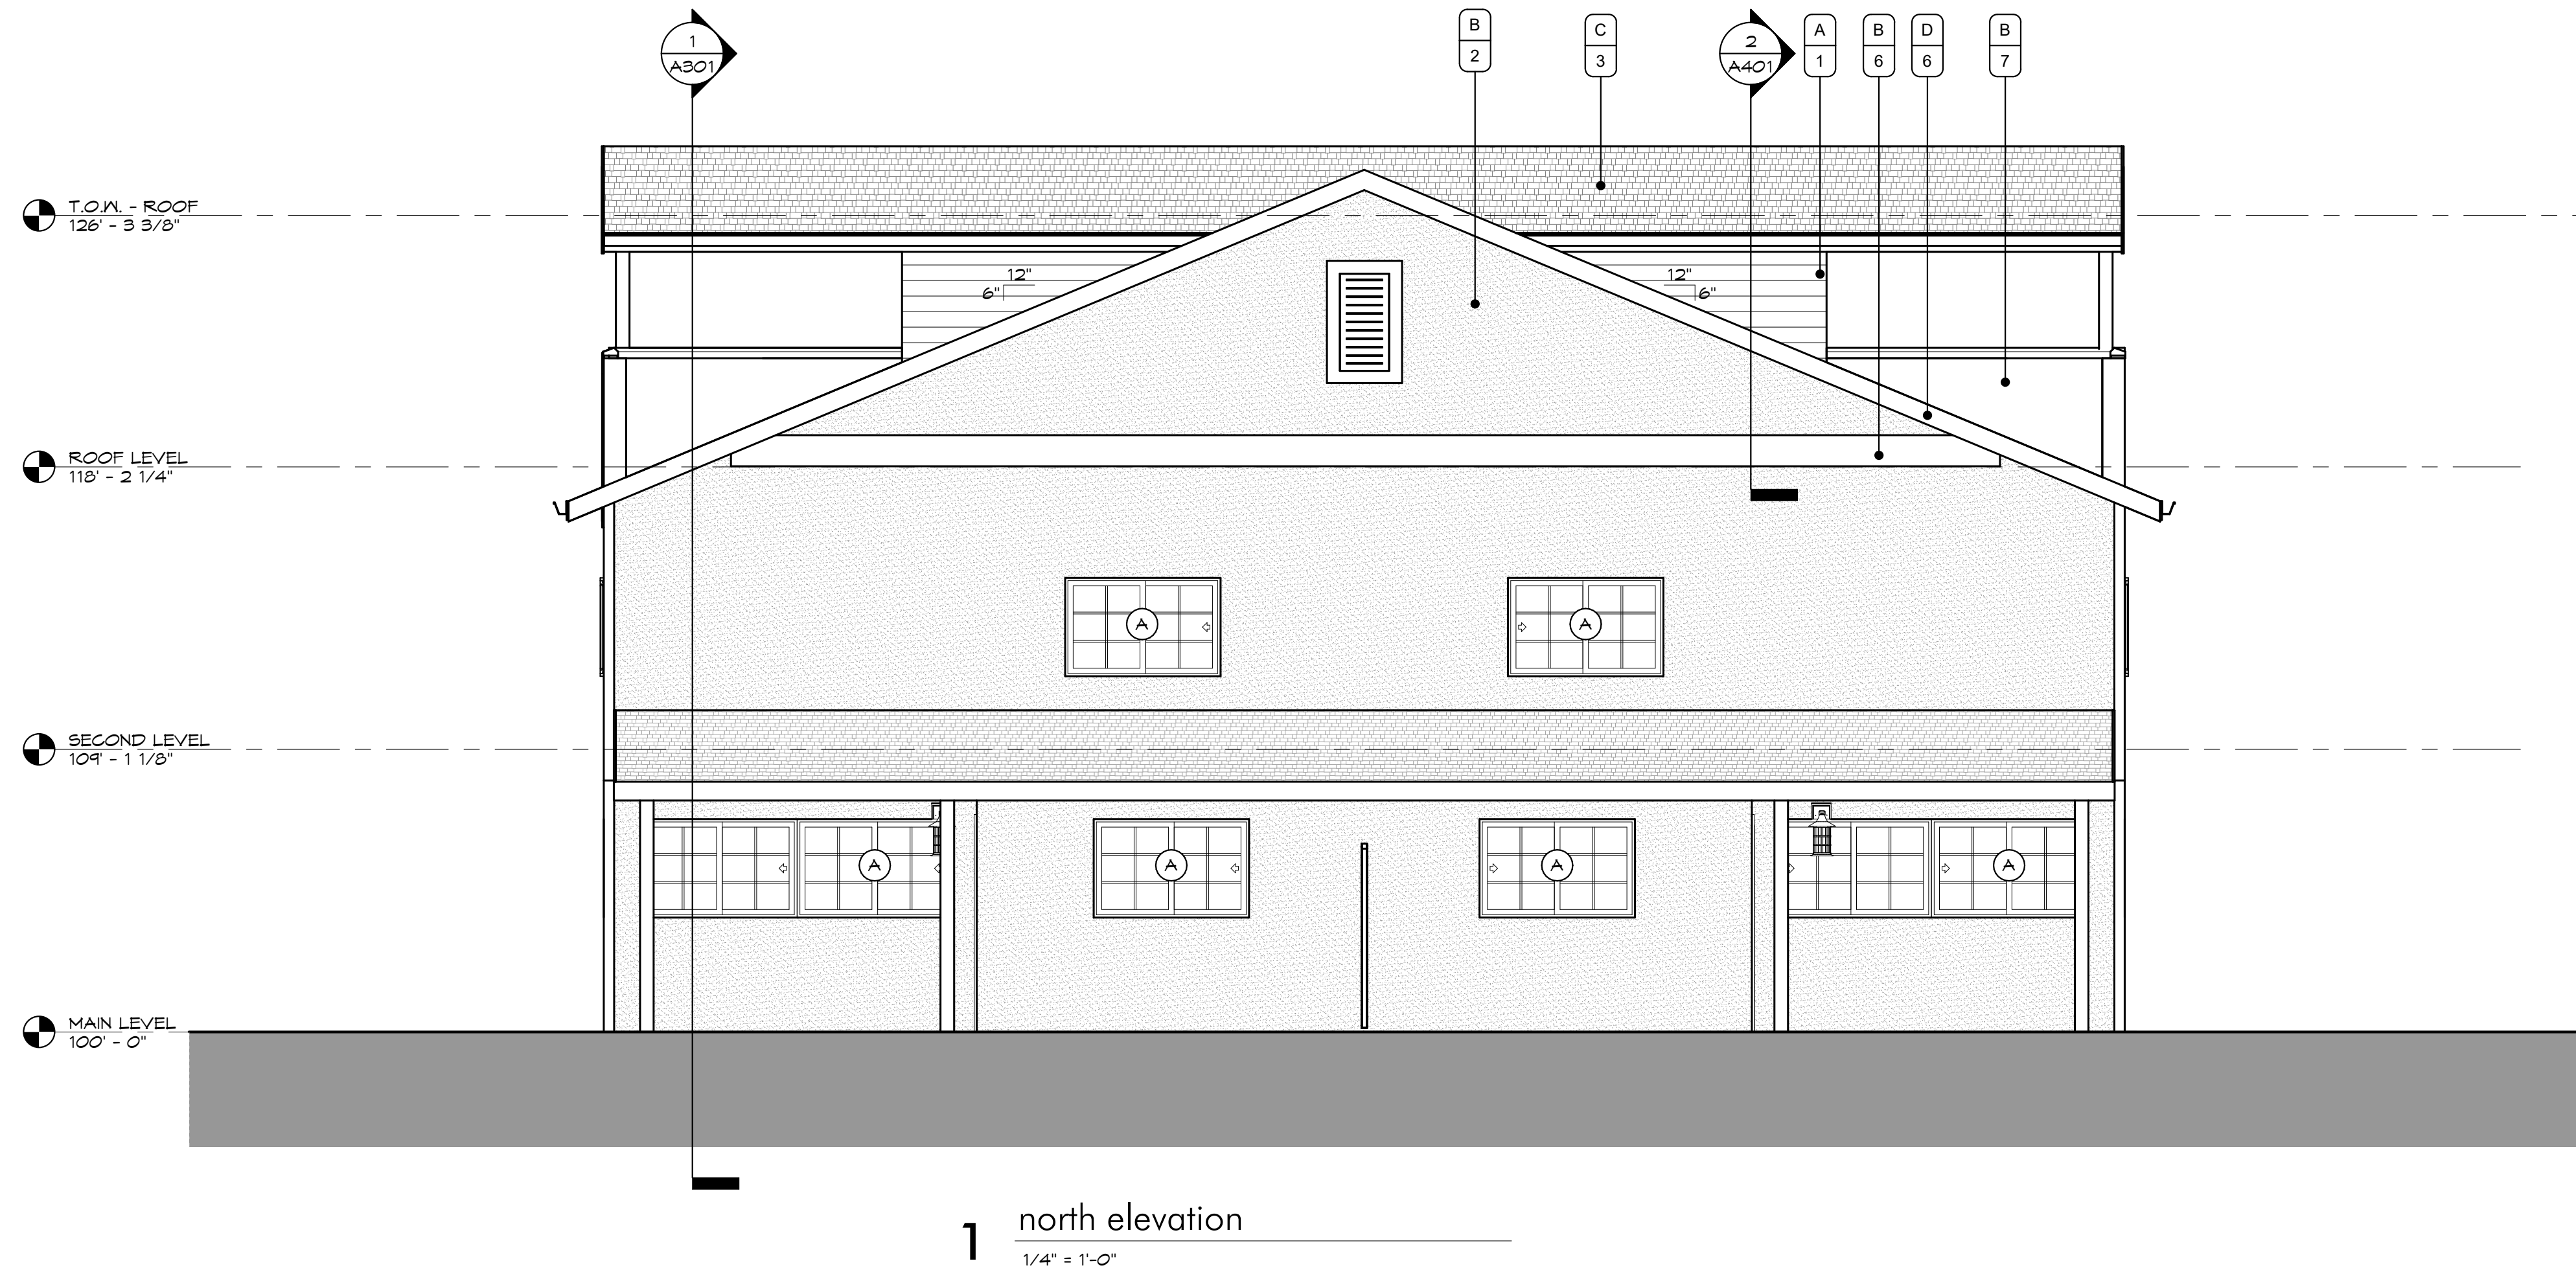 1
A301
B
2
C
3
2
A401
A
1
B
6
D
6
B
7
T.O.W. - ROOF
126' - 3 3/8"
12"
6"
12"
6"
ROOF LEVEL
118' - 2 1/4"
A
A
SECOND LEVEL
109' - 1 1/8"
A
A
A
A
MAIN LEVEL
100' - 0"
1
north elevation
1/4" = 1'-0"